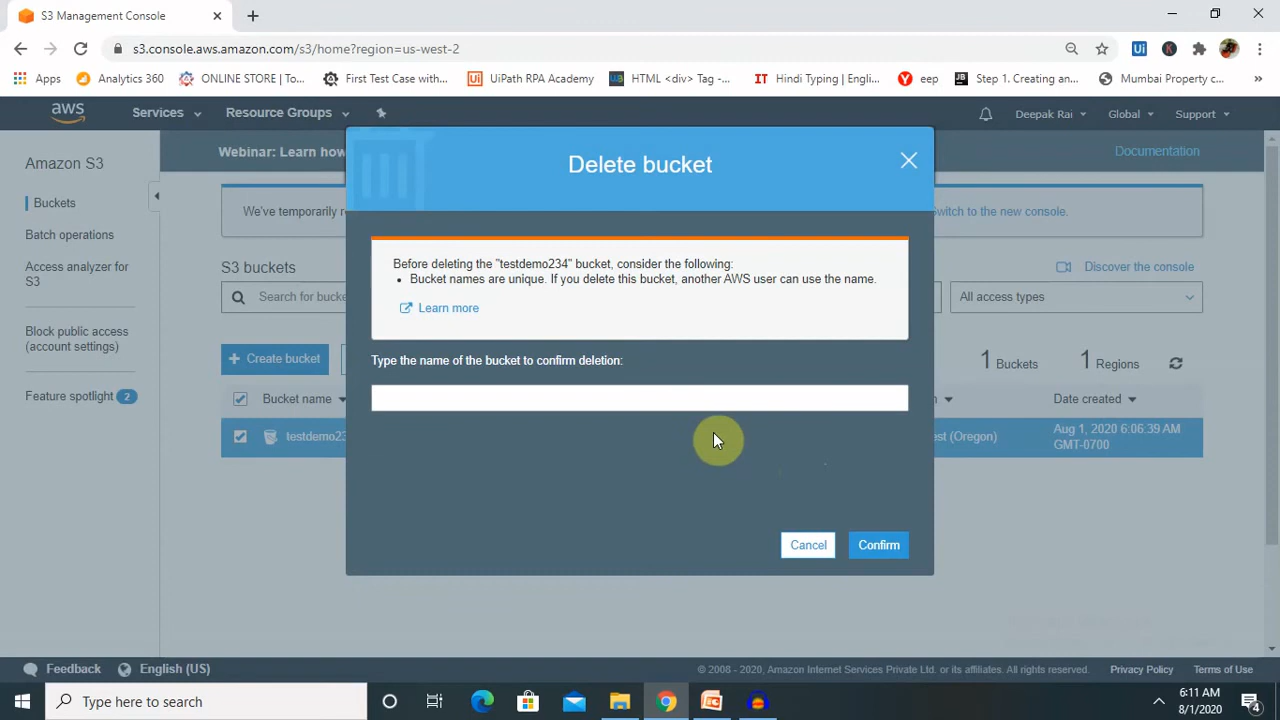 S3 Management Console
s3.console.aws.amazon.com/s3/home?region=us-west-2
Apps
Analytics 360
ONLINE STORE | To...
First Test Case with...
UiPath RPA Academy
HTML <div> Tag -...
Hindi Typing | Engli...
eep
Step 1. Creating an...
Mumbai Property c...
aws
Services
Resource Groups
Deepak Rai
Global
Support
Amazon S3
Buckets
Batch operations
Access analyzer for
S3
Block public access
(account settings)
Feature spotlight 2
Webinar: Learn how
Documentation
We've temporarily r
Switch to the new console.
S3 buckets
Discover the console
Search for bucke
All access types
Create bucket
1 Buckets
1 Regions
Bucket name
Date created
testdemo23
est (Oregon)
Aug 1, 2020 6:06:39 AM
GMT-0700
Delete bucket
Before deleting the "testdemo234" bucket, consider the following:
• Bucket names are unique. If you delete this bucket, another AWS user can use the name.
Learn more
Type the name of the bucket to confirm deletion:
Cancel
Confirm
Feedback
English (US)
© 2008 - 2020, Amazon Internet Services Private Ltd. or its affiliates. All rights reserved.
Privacy Policy
Terms of Use
Type here to search
6:11 AM
8/1/2020
4